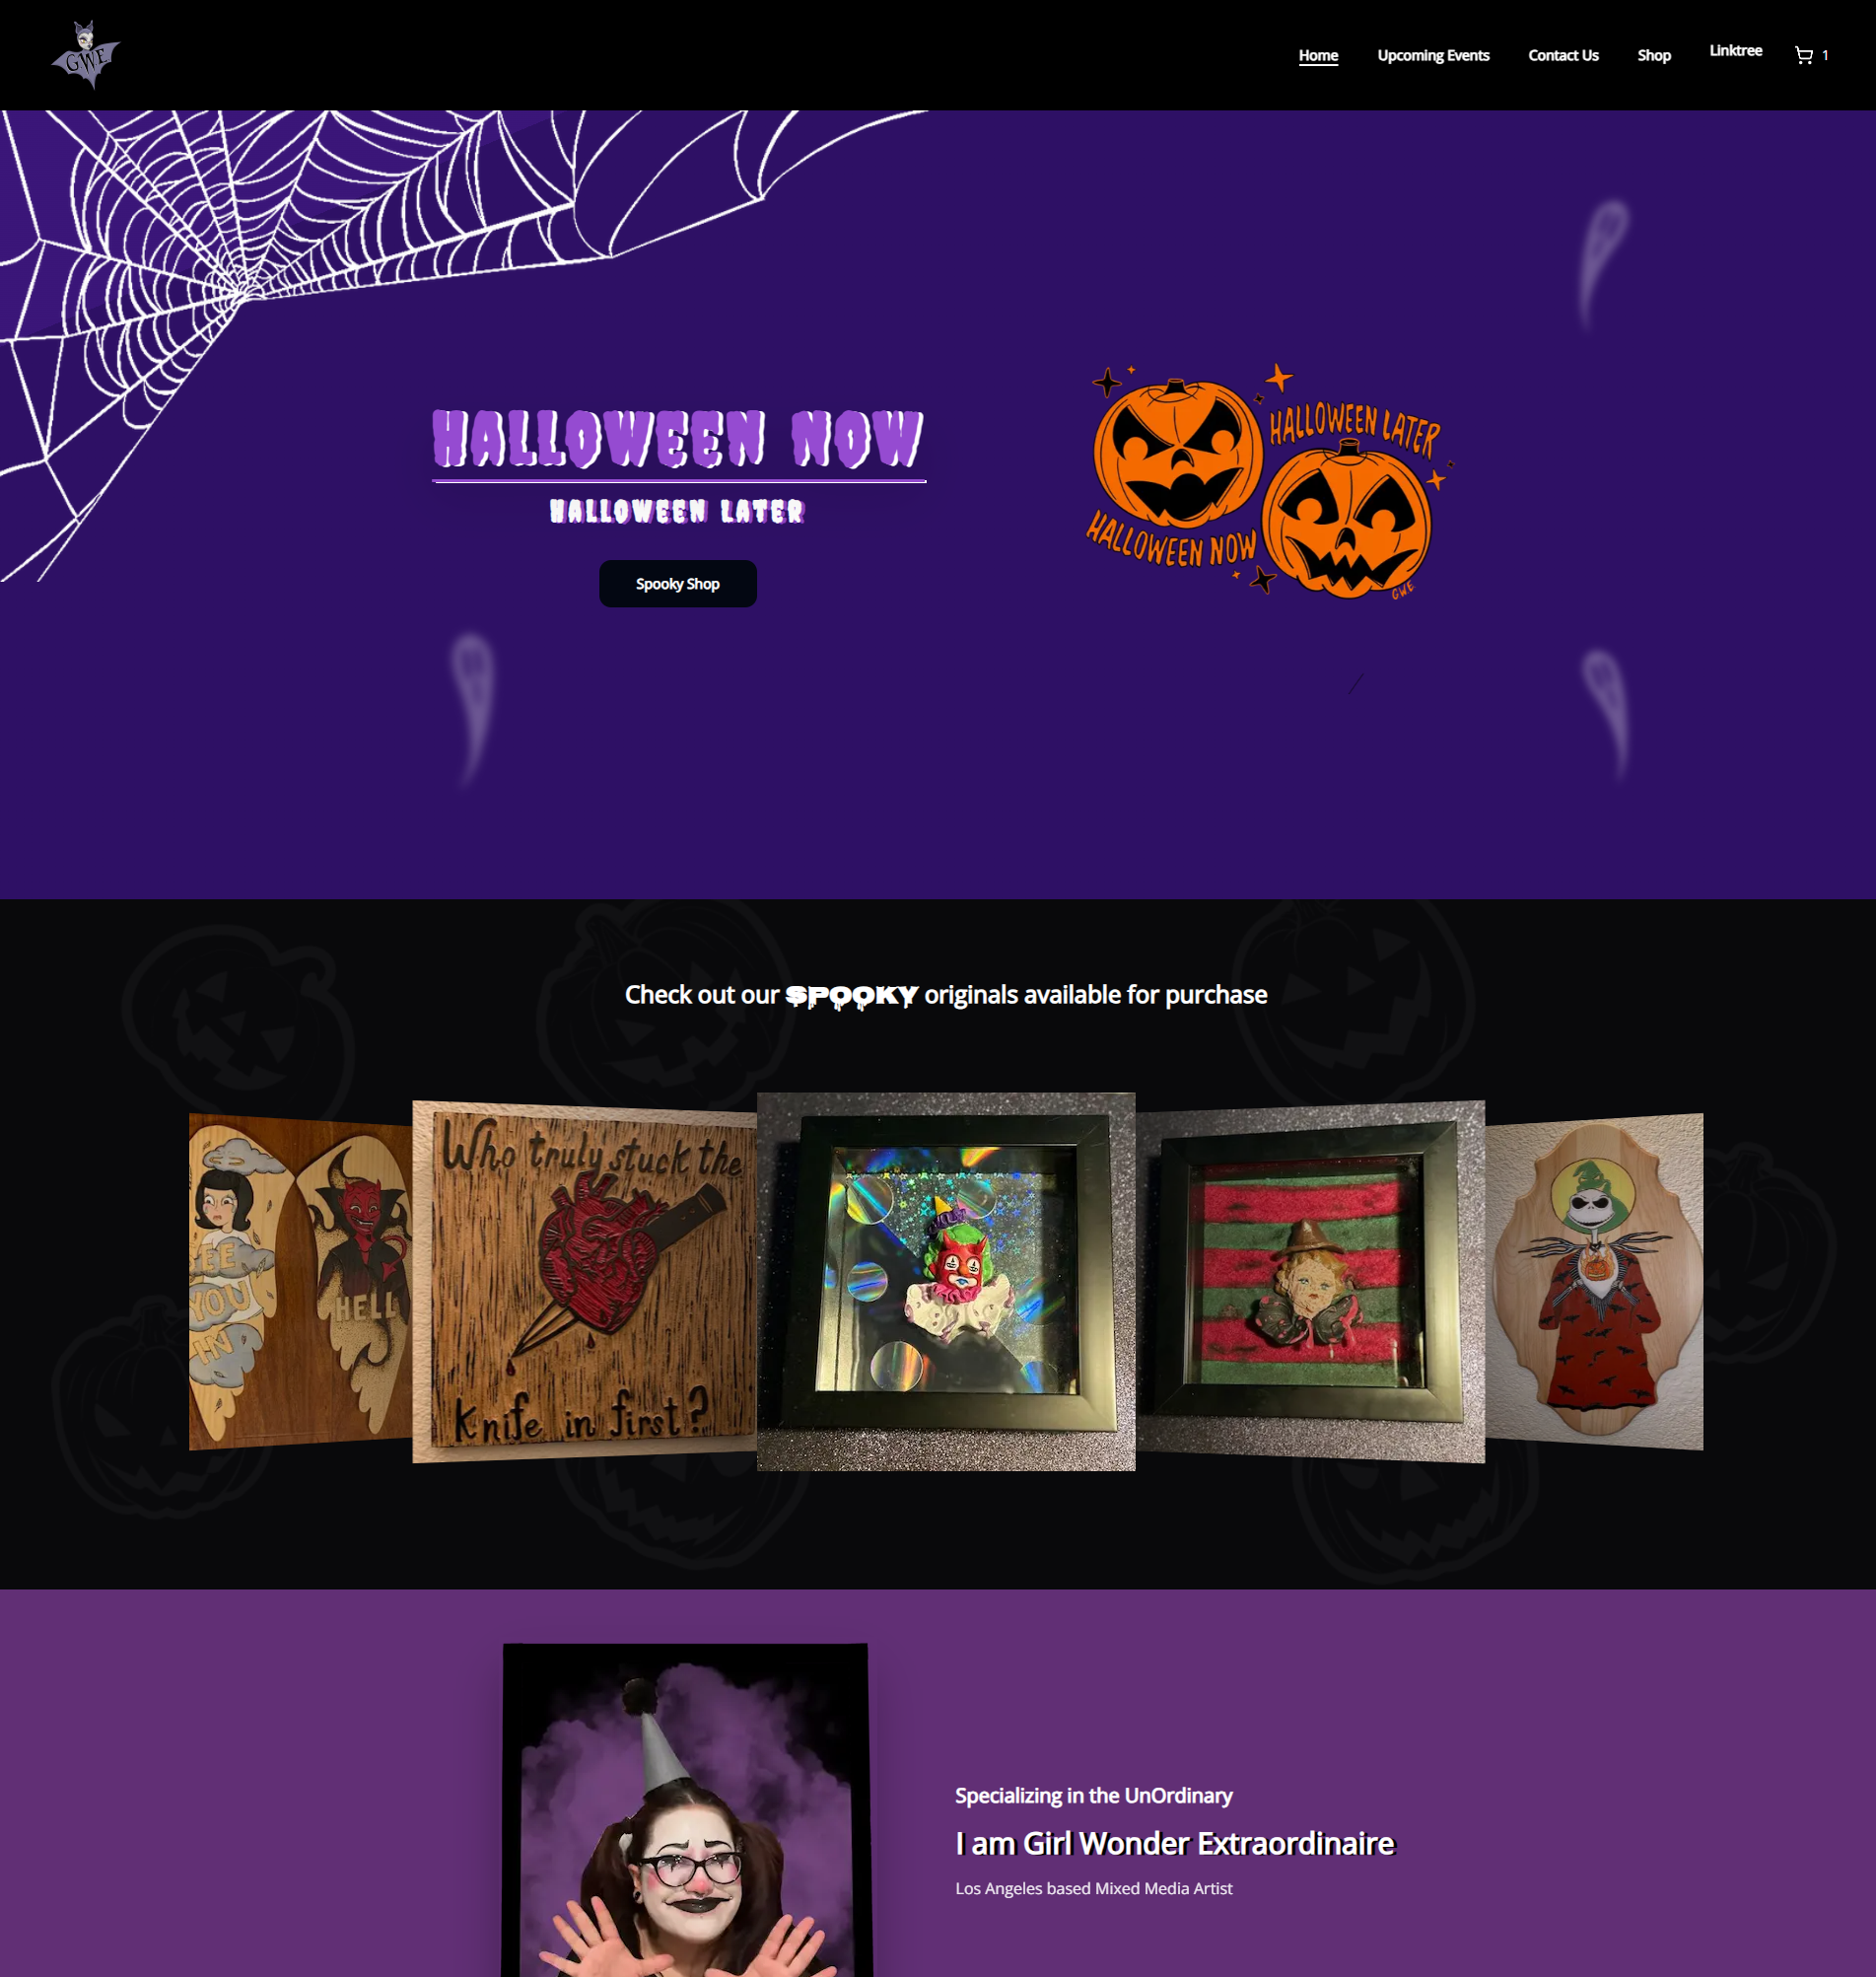 GWE
Home
Upcoming Events
Contact Us
Shop
Linktree
1
HALLOWEEN NOW
HALLOWEEN LATER
Spooky Shop
HALLOWEEN LATER
HALLOWEEN NOW
G.W.E.
Check out our SPOOKY originals available for purchase
EE
YOU
IN
HELL
Who truly stuck the
Knife in first?
Specializing in the UnOrdinary
I am Girl Wonder Extraordinaire
Los Angeles based Mixed Media Artist